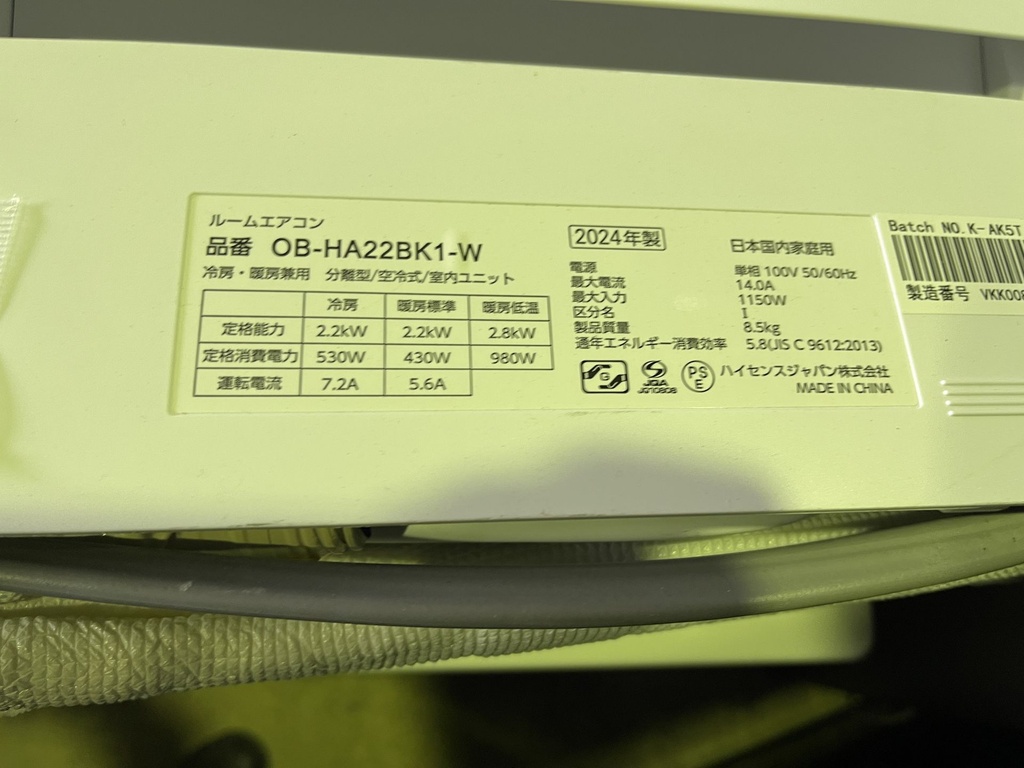 ルームエアコン
品番 OB-HA22BK1-W
冷房・暖房兼用 分離型/空冷式/室内ユニット
冷房 暖房標準 暖房低温
定格能力 2.2kW 2.2kW 2.8kW
定格消費電力 530W 430W 980W
運転電流 7.2A 5.6A
2024年製 日本国内家庭用
電源 単相 100V 50/60Hz
最大電流 14.0A
最大入力 1150W
区分名 I
製品質量 8.5kg
通年エネルギー消費効率 5.8(JIS C 9612:2013)
G JQA JQ1080B PS E ハイセンスジャパン株式会社
MADE IN CHINA
Batch NO.K-AK5T
製造番号 VKK008